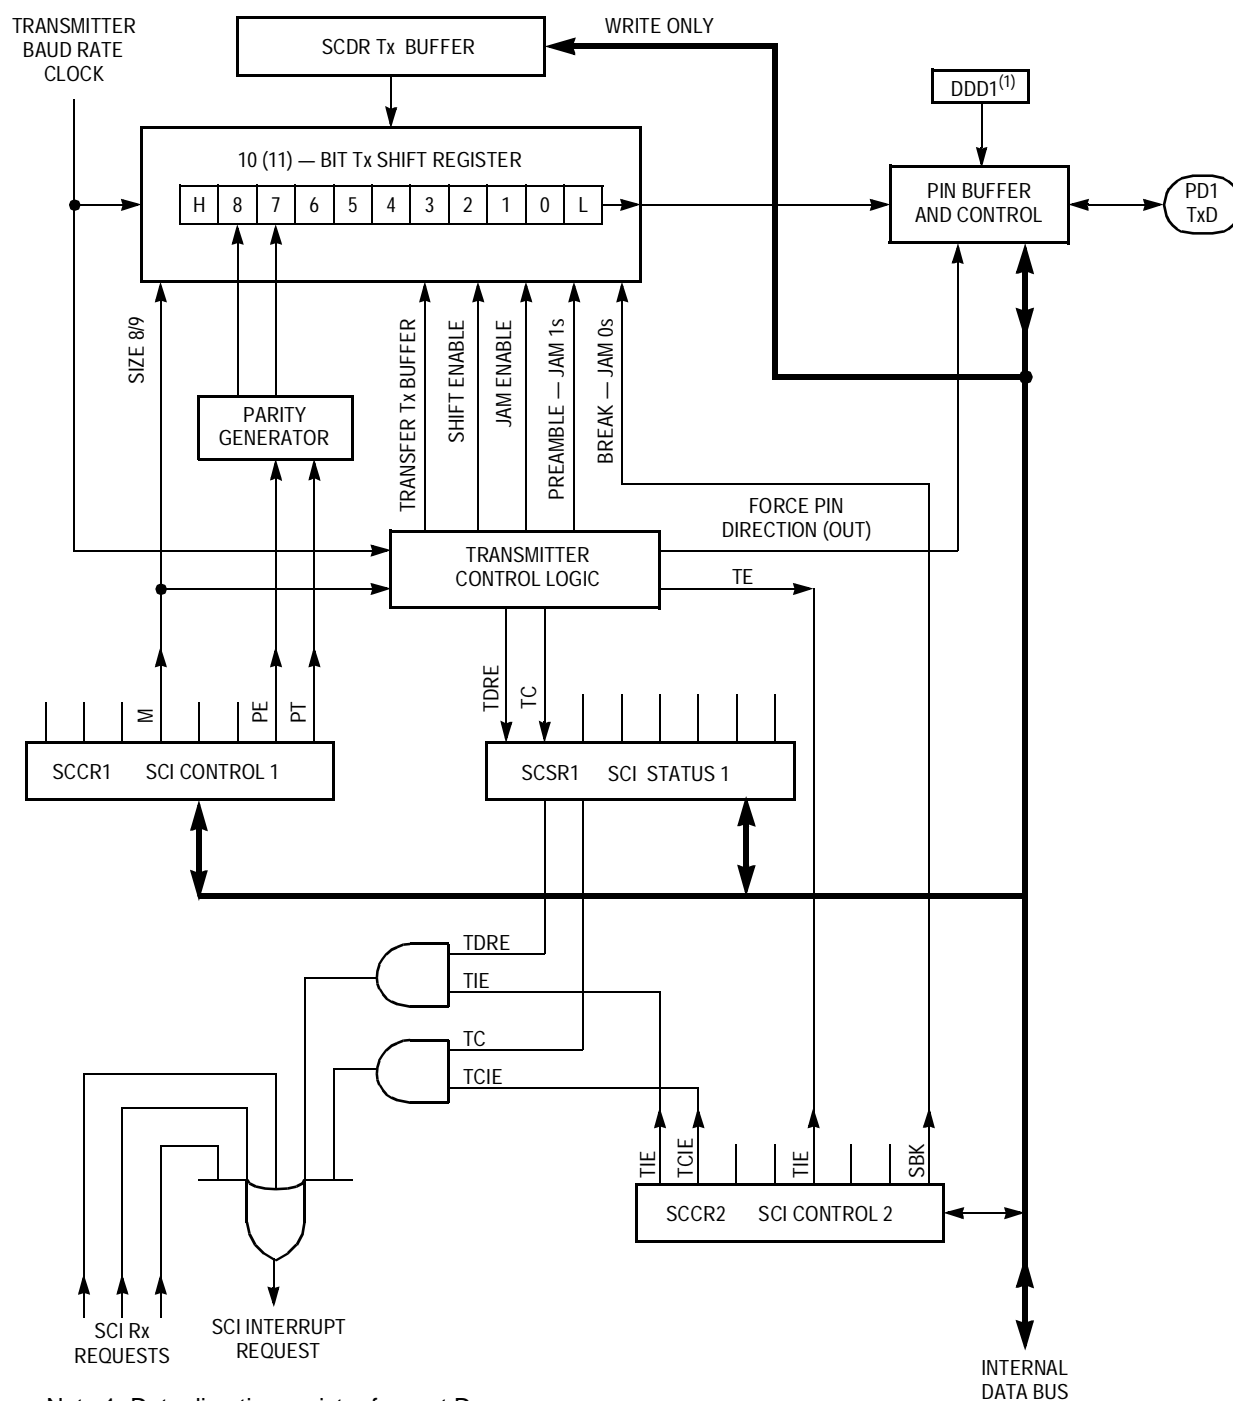 TRANSMITTER
BAUD RATE
CLOCK
SCDR Tx BUFFER
WRITE ONLY
DDD1(1)
10 (11) — BIT Tx SHIFT REGISTER
H 8 7 6 5 4 3 2 1 0 L
PIN BUFFER
AND CONTROL
PD1
TxD
SIZE 8/9
TRANSFER Tx BUFFER
SHIFT ENABLE
JAM ENABLE
PREAMBLE — JAM 1s
BREAK — JAM 0s
PARITY
GENERATOR
FORCE PIN
DIRECTION (OUT)
TRANSMITTER
CONTROL LOGIC
TE
TDRE
TC
M
PE
PT
SCCR1 SCI CONTROL 1
SCSR1 SCI STATUS 1
TDRE
TIE
TC
TCIE
TIE
TCIE
TIE
SBK
SCCR2 SCI CONTROL 2
SCI Rx
REQUESTS
SCI INTERRUPT
REQUEST
INTERNAL
DATA BUS